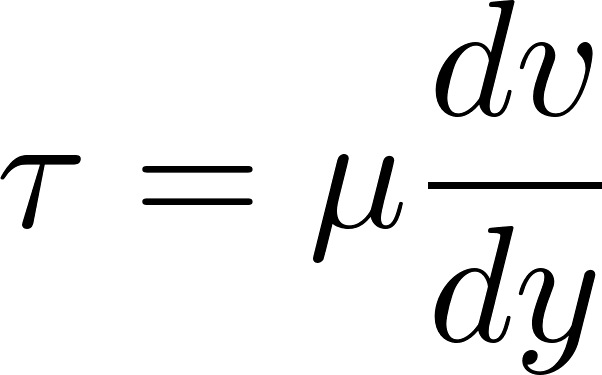 τ = μ dv/dy